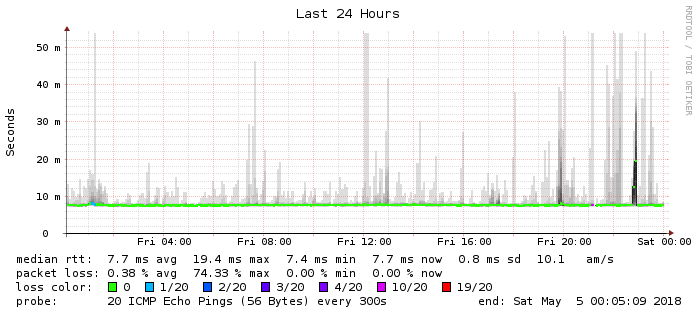 Last 24 Hours
RRDTOOL / TOBI OETIKER
Seconds
50 m
40 m
30 m
20 m
10 m
0
Fri 04:00 Fri 08:00 Fri 12:00 Fri 16:00 Fri 20:00 Sat 00:00
median rtt: 7.7 ms avg 19.4 ms max 7.4 ms min 7.7 ms now 0.8 ms sd 10.1 am/s
packet loss: 0.38 % avg 74.33 % max 0.00 % min 0.00 % now
loss color: 0 1/20 2/20 3/20 4/20 10/20 19/20
probe: 20 ICMP Echo Pings (56 Bytes) every 300s end: Sat May 5 00:05:09 2018